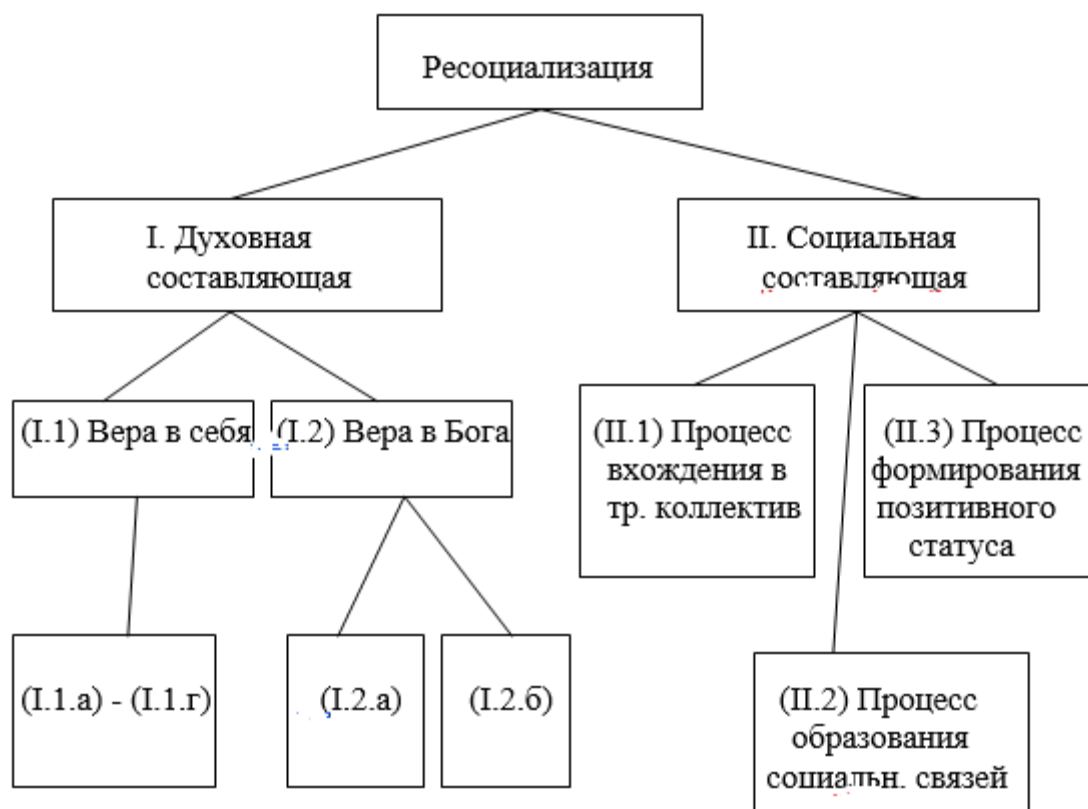 Ресоциализация
I. Духовная
составляющая
II. Социальная
составляющая
(I.1) Вера в себя
(I.2) Вера в Бога
(II.1) Процесс
вхождения в
тр. коллектив
(II.3) Процесс
формирования
позитивного
статуса
(I.1.а) - (I.1.г)
(I.2.а)
(I.2.б)
(II.2) Процесс
образования
социальн. связей